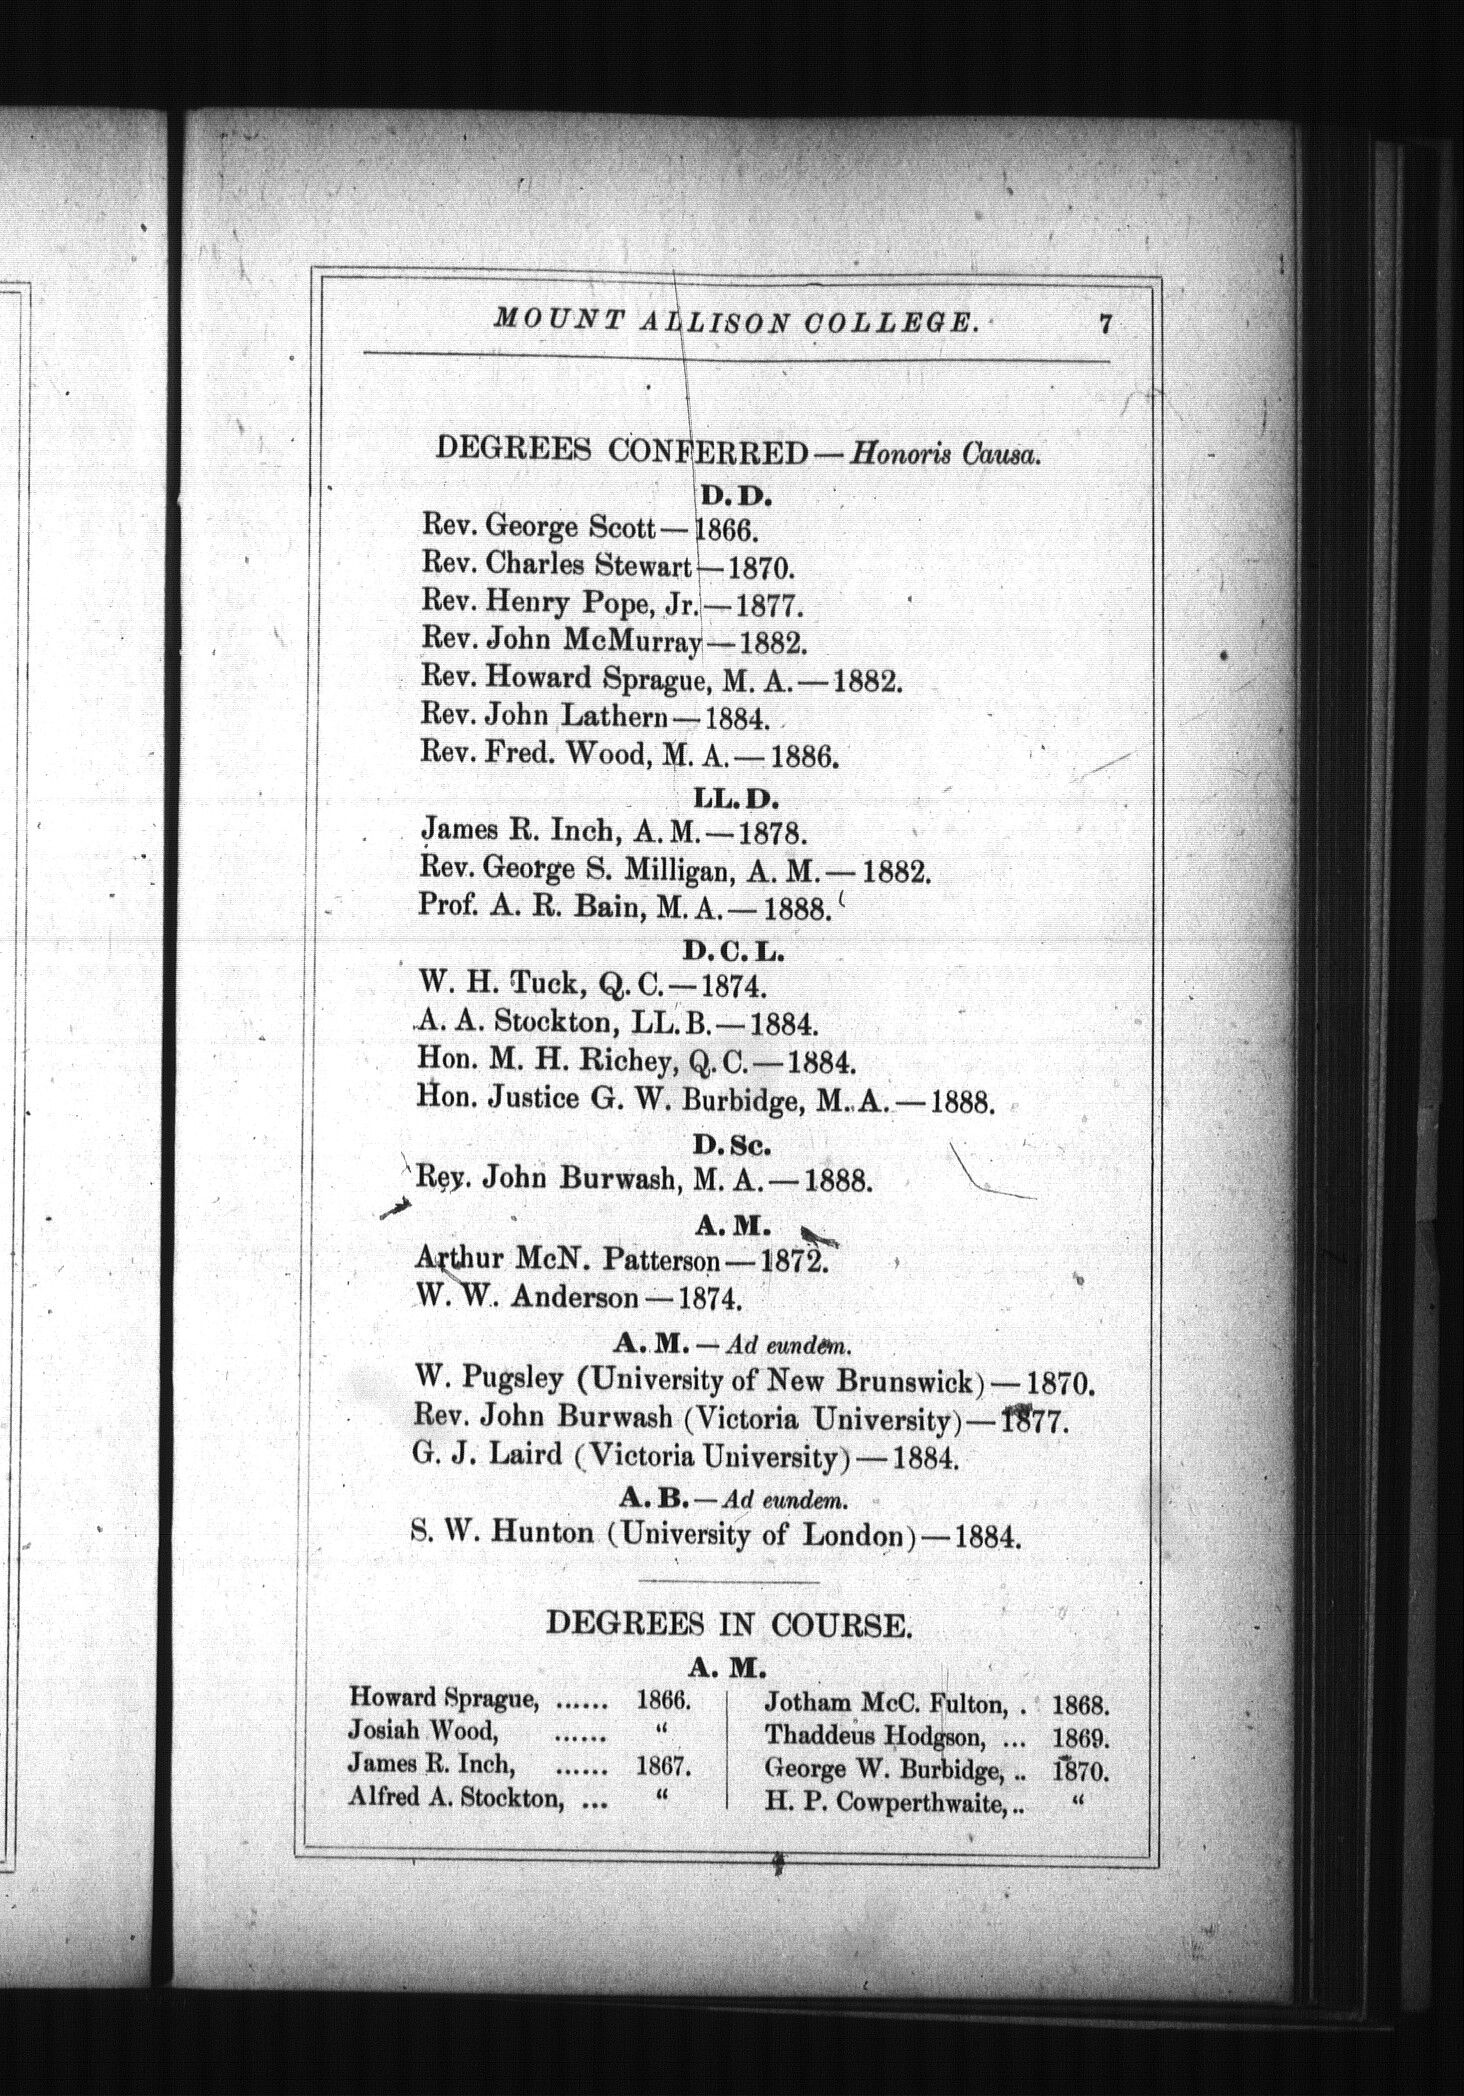 MOUNT ALLISON COLLEGE. 7
DEGREES CONFERRED—Honoris Causa.
D. D.
Rev. George Scott—1866.
Rev. Charles Stewart—1870.
Rev. Henry Pope, Jr.—1877.
Rev. John McMurray—1882.
Rev. Howard Sprague, M. A.—1882.
Rev. John Lathern—1884.
Rev. Fred. Wood, M. A.—1886.
LL. D.
James R. Inch, A. M.—1878.
Rev. George S. Milligan, A. M.—1882.
Prof. A. R. Bain, M. A.—1888.
D. C. L.
W. H. Tuck, Q. C.—1874.
A. A. Stockton, LL. B.—1884.
Hon. M. H. Richey, Q. C.—1884.
Hon. Justice G. W. Burbidge, M. A.—1888.
D. Sc.
Rev. John Burwash, M. A.—1888.
A. M.
Arthur McN. Patterson—1872.
W. W. Anderson—1874.
A. M.—Ad eundem.
W. Pugsley (University of New Brunswick)—1870.
Rev. John Burwash (Victoria University)—1877.
G. J. Laird (Victoria University)—1884.
A. B.—Ad eundem.
S. W. Hunton (University of London)—1884.
DEGREES IN COURSE.
A. M.
Howard Sprague, ...... 1866.
Josiah Wood, ...... “
James R. Inch, ...... 1867.
Alfred A. Stockton, ... “
Jotham McC. Fulton, . 1868.
Thaddeus Hodgson, ... 1869.
George W. Burbidge, .. 1870.
H. P. Cowperthwaite, .. “